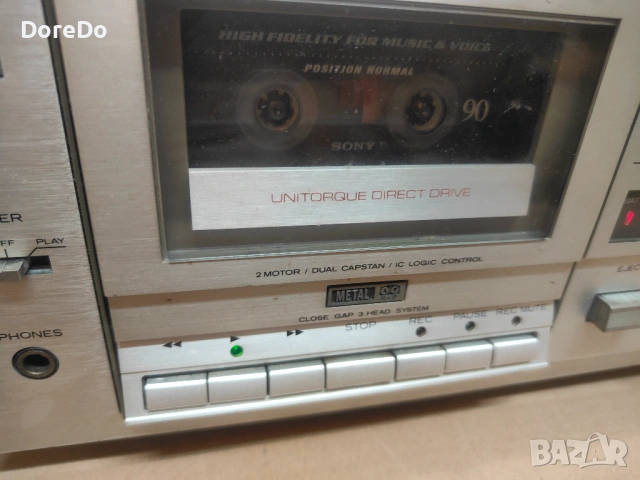 DoreDo
HIGH FIDELITY FOR MUSIC & VOICE
POSITION NORMAL
90
SONY
UNITORQUE DIRECT DRIVE
2 MOTOR / DUAL CAPSTAN / IC LOGIC CONTROL
METAL
CLOSE GAP 3 HEAD SYSTEM
STOP REC PAUSE REC MUTE
PLAY
PHONES
BAZAR